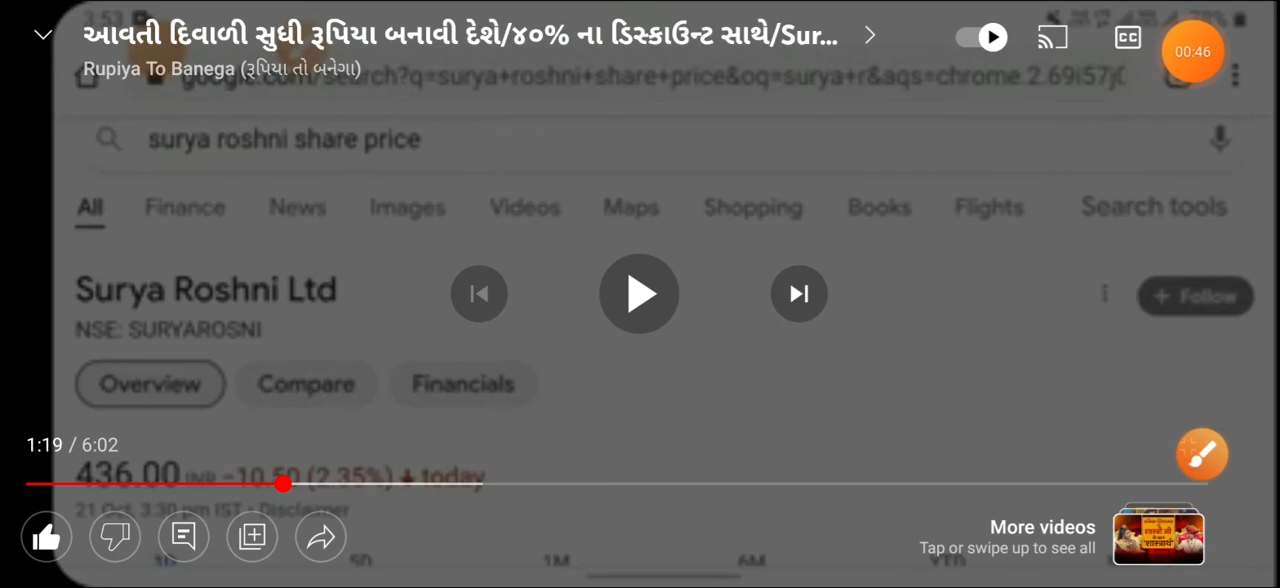 3.53
આવતી દિવાળી સુધી રૂપિયા બનાવી દેશે/૪૦% ના ડિસ્કાઉન્ટ સાથે/Sur...
00:46
Rupiya To Banega (રૂપિયા તો બનેગા)
google.com/search?q=surya+roshni+share+price&oq=surya+r&aqs=chrome.2.69i57j0
surya roshni share price
All Finance News Images Videos Maps Shopping Books Flights Search tools
Surya Roshni Ltd
+ Follow
NSE: SURYAROSNI
Overview Compare Financials
1:19 / 6:02
436.00 INR −10.50 (2.35%) ↓ today
21 Oct, 3:30 pm IST • Disclaimer
More videos
Tap or swipe up to see all
1D 5D 1M 6M YTD